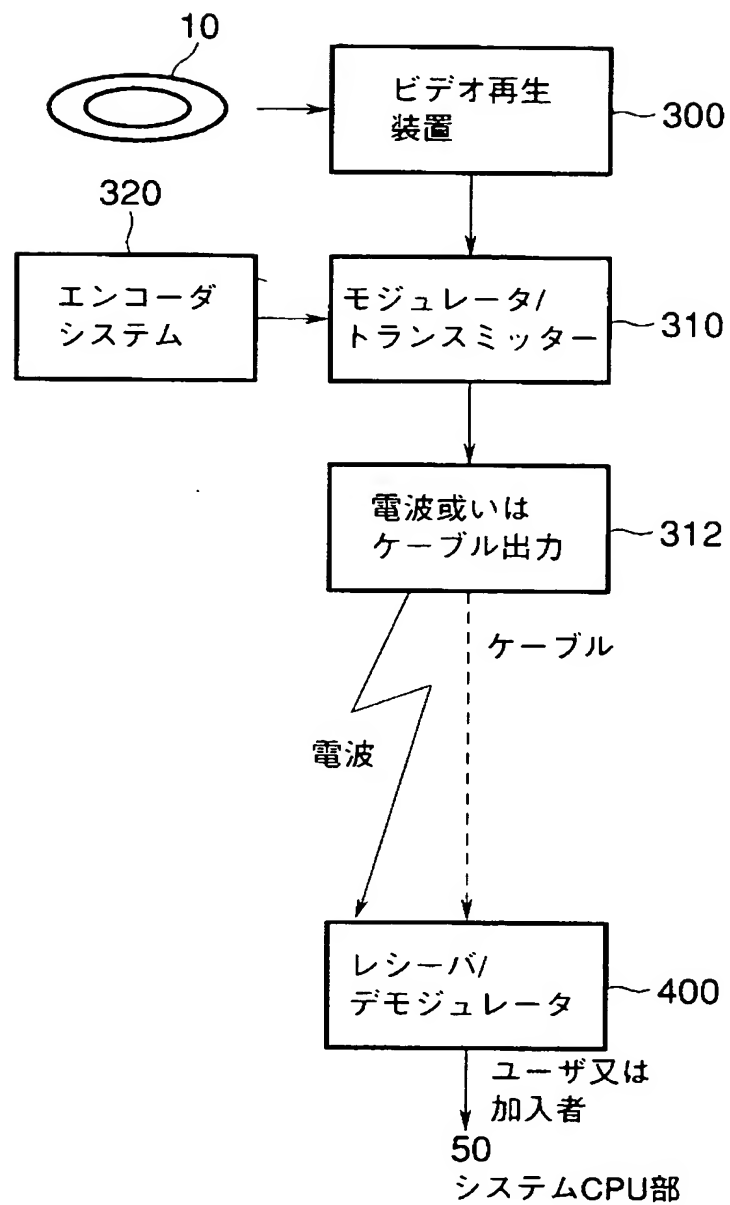 10
ビデオ再生
装置
300
320
エンコーダ
システム
モジュレータ/
トランスミッター
310
電波或いは
ケーブル出力
312
ケーブル
電波
レシーバ/
デモジュレータ
400
ユーザ又は
加入者
50
システムCPU部